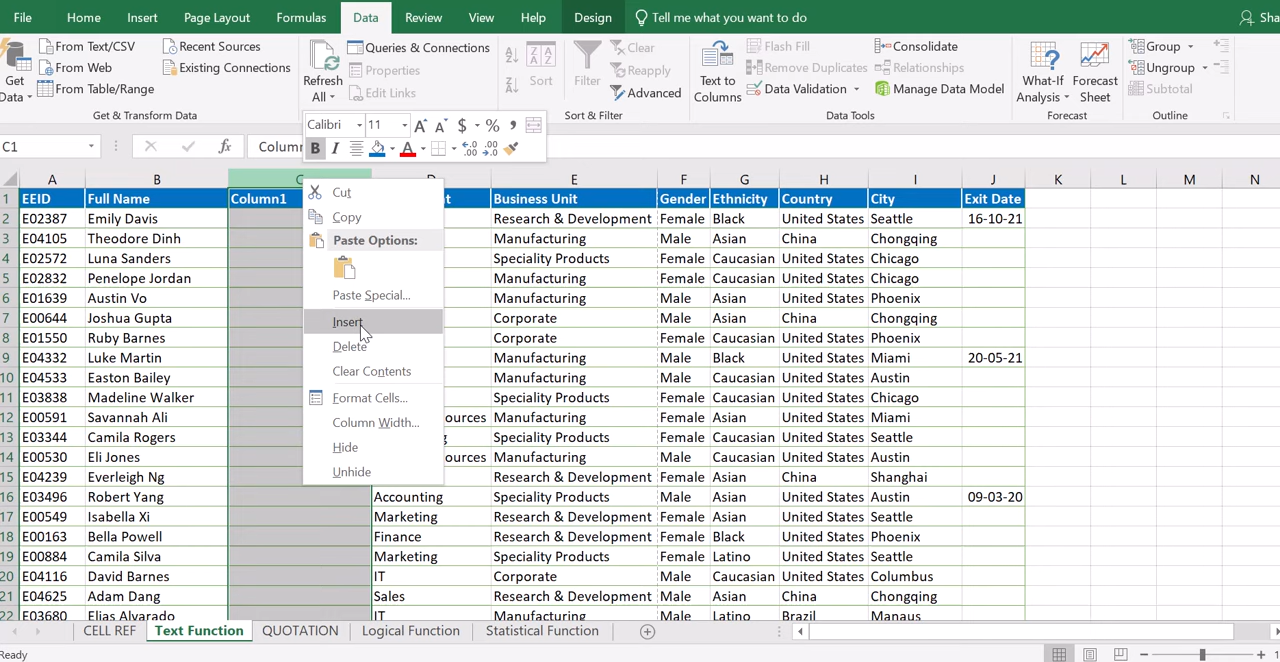 File Home Insert Page Layout Formulas Data Review View Help Design Tell me what you want to do Sha
From Text/CSV Recent Sources Queries & Connections Clear Flash Fill Consolidate Group
From Web Existing Connections Properties Reapply Remove Duplicates Relationships Ungroup
From Table/Range Edit Links Advanced Data Validation Manage Data Model Subtotal
Get Data Refresh All Sort Filter Text to Columns What-If Analysis Forecast Sheet
Get & Transform Data Sort & Filter Data Tools Forecast Outline
Calibri 11 A A $ % ,
B I A .00 .00
C1 fx Column
A B C D E F G H I J K L M N
1 EEID Full Name Column1 t Business Unit Gender Ethnicity Country City Exit Date
2 E02387 Emily Davis Research & Development Female Black United States Seattle 16-10-21
3 E04105 Theodore Dinh Manufacturing Male Asian China Chongqing
4 E02572 Luna Sanders Speciality Products Female Caucasian United States Chicago
5 E02832 Penelope Jordan Manufacturing Female Caucasian United States Chicago
6 E01639 Austin Vo Manufacturing Male Asian United States Phoenix
7 E00644 Joshua Gupta Corporate Male Asian China Chongqing
8 E01550 Ruby Barnes Corporate Female Caucasian United States Phoenix
9 E04332 Luke Martin Manufacturing Male Black United States Miami 20-05-21
10 E04533 Easton Bailey Manufacturing Male Caucasian United States Austin
11 E03838 Madeline Walker Speciality Products Female Caucasian United States Chicago
12 E00591 Savannah Ali ources Manufacturing Female Asian United States Miami
13 E03344 Camila Rogers g Speciality Products Female Caucasian United States Seattle
14 E00530 Eli Jones ources Manufacturing Male Caucasian United States Austin
15 E04239 Everleigh Ng Research & Development Female Asian China Shanghai
16 E03496 Robert Yang Accounting Speciality Products Male Asian United States Austin 09-03-20
17 E00549 Isabella Xi Marketing Research & Development Female Asian United States Seattle
18 E00163 Bella Powell Finance Research & Development Female Black United States Phoenix
19 E00884 Camila Silva Marketing Speciality Products Female Latino United States Seattle
20 E04116 David Barnes IT Corporate Male Caucasian United States Columbus
21 E04625 Adam Dang Sales Research & Development Male Asian China Chongqing
22 E03680 Elias Alvarado IT Manufacturing Male Latino Brazil Manaus
Cut
Copy
Paste Options:
Paste Special...
Insert
Delete
Clear Contents
Format Cells...
Column Width...
Hide
Unhide
CELL REF Text Function QUOTATION Logical Function Statistical Function
Ready 1